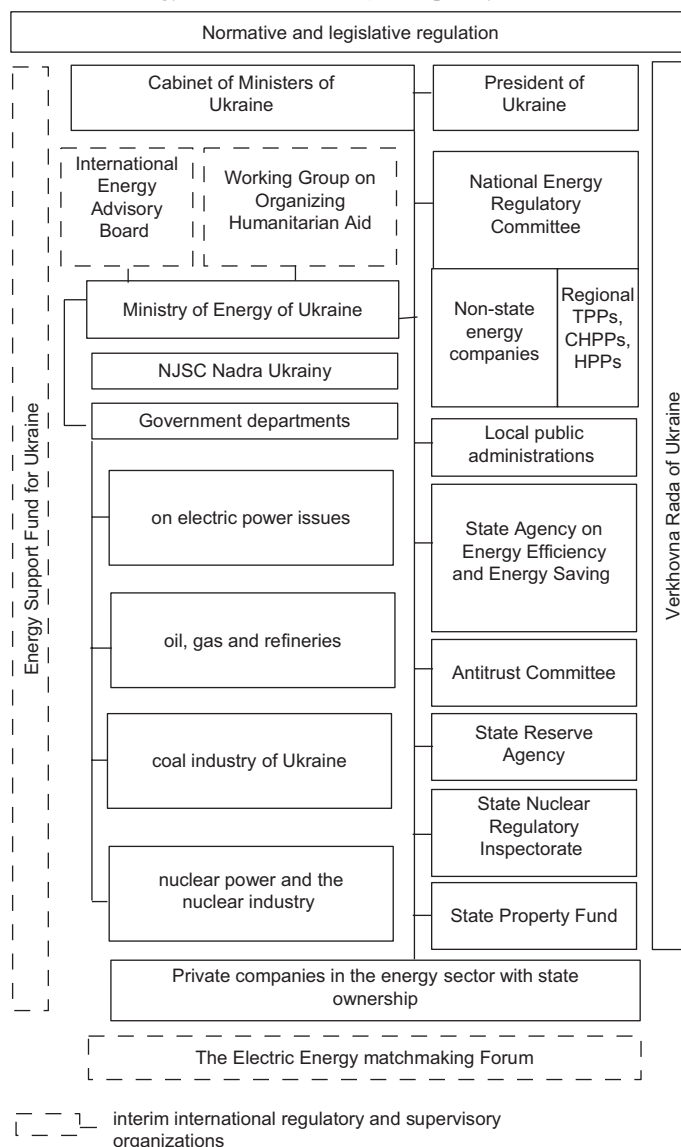 Normative and legislative regulation
Energy Support Fund for Ukraine
Cabinet of Ministers of
Ukraine
President of
Ukraine
Verkhovna Rada of Ukraine
International
Energy
Advisory
Board
Working Group on
Organizing
Humanitarian Aid
National Energy
Regulatory
Committee
Ministry of Energy of Ukraine
Non-state
energy
companies
Regional
TPPs,
CHPPs,
HPPs
NJSC Nadra Ukrainy
Government departments
Local public
administrations
on electric power issues
State Agency on
Energy Efficiency
and Energy Saving
oil, gas and refineries
Antitrust Committee
coal industry of Ukraine
State Reserve
Agency
State Nuclear
Regulatory
Inspectorate
nuclear power and the
nuclear industry
State Property Fund
Private companies in the energy sector with state
ownership
The Electric Energy matchmaking Forum
interim international regulatory and supervisory
organizations